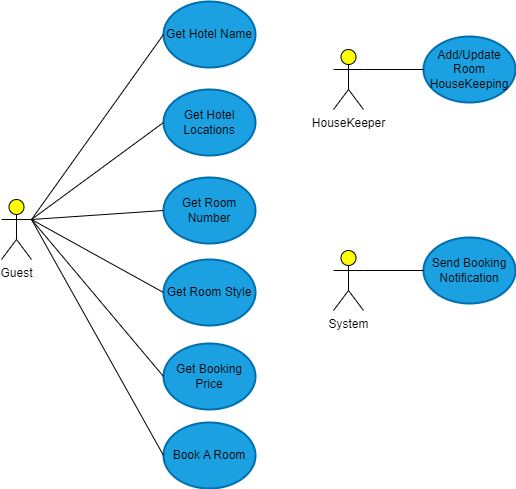 Get Hotel Name
Get Hotel
Locations
Get Room
Number
Get Room Style
Get Booking
Price
Book A Room
Guest
Add/Update
Room
HouseKeeping
HouseKeeper
Send Booking
Notification
System